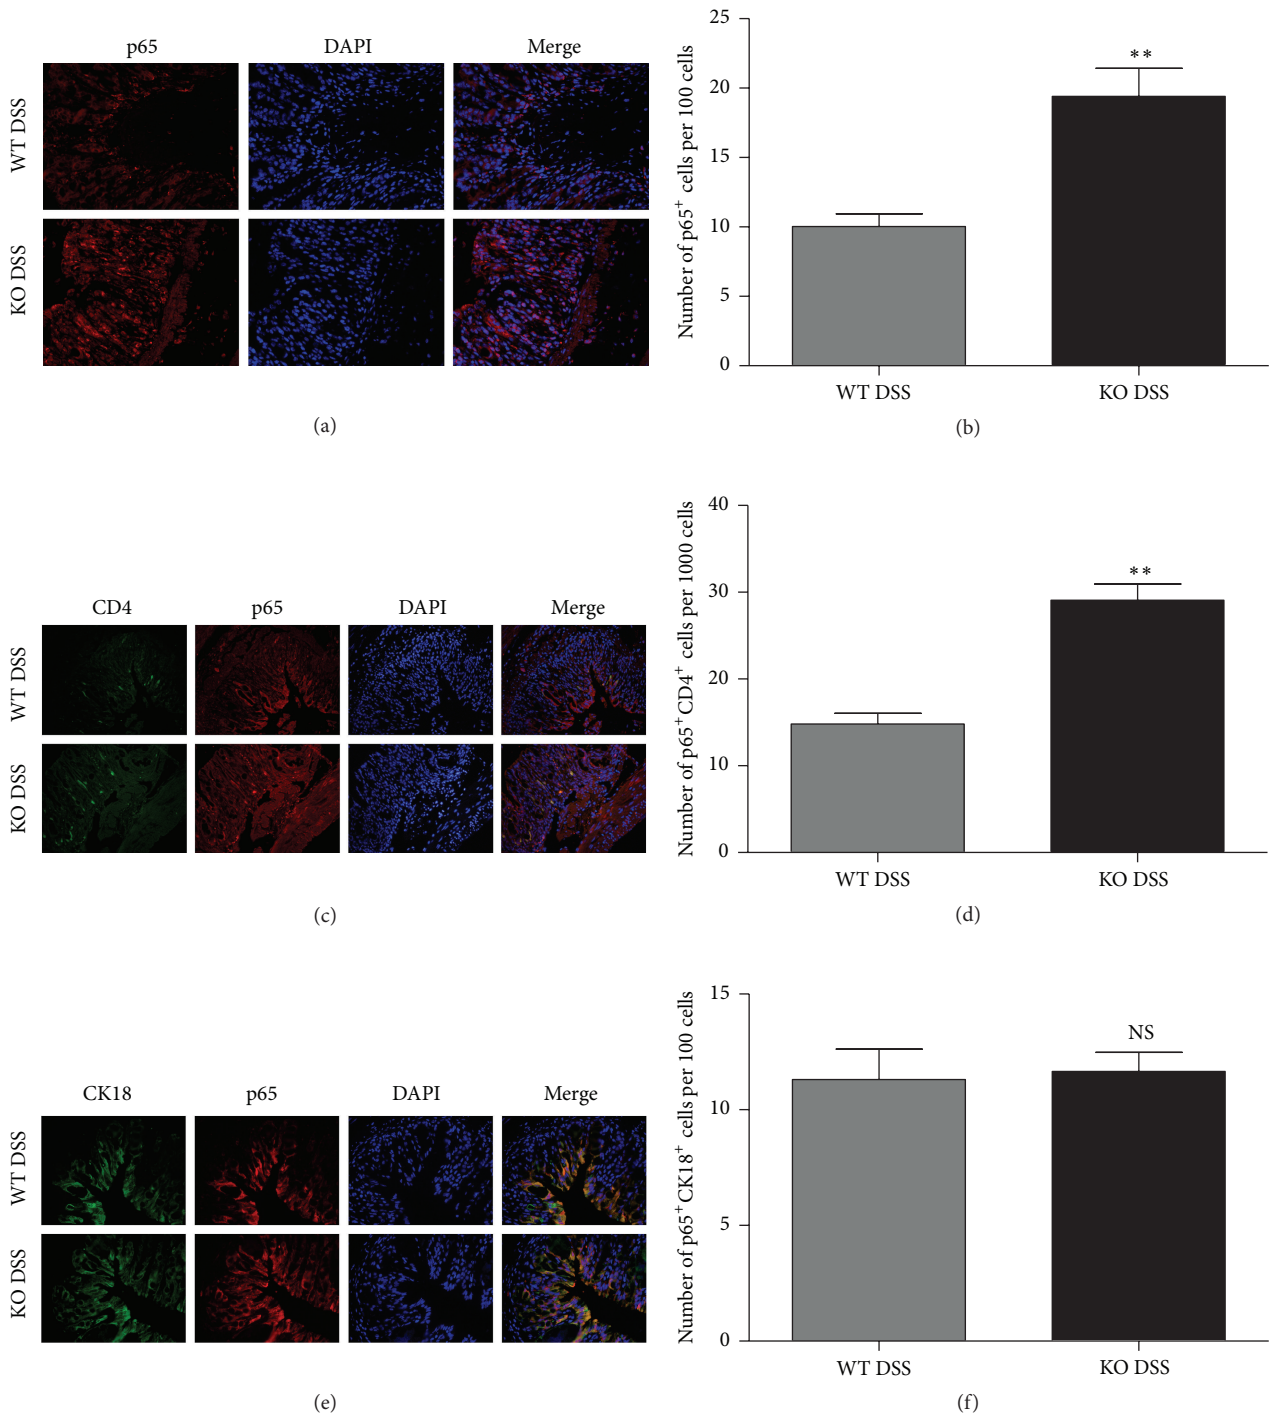 p65 DAPI Merge
WT DSS
KO DSS
(a)
Number of p65⁺ cells per 100 cells
25
20
15
10
5
0
**
WT DSS KO DSS
(b)
CD4 p65 DAPI Merge
WT DSS
KO DSS
(c)
Number of p65⁺CD4⁺ cells per 1000 cells
40
30
20
10
0
**
WT DSS KO DSS
(d)
CK18 p65 DAPI Merge
WT DSS
KO DSS
(e)
Number of p65⁺CK18⁺ cells per 100 cells
15
10
5
0
NS
WT DSS KO DSS
(f)